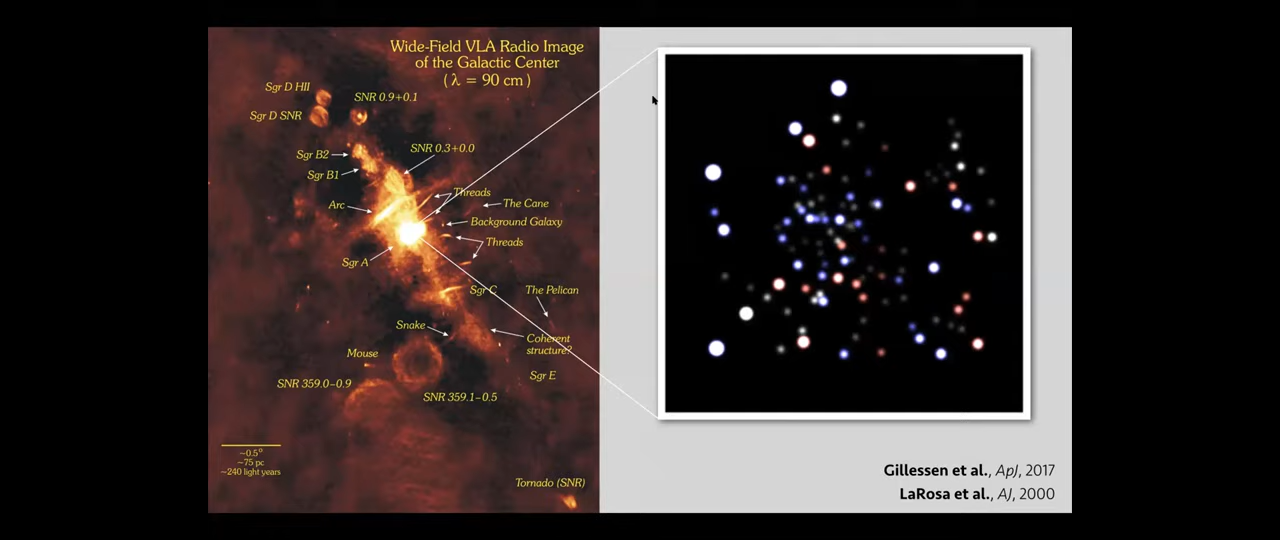 Wide-Field VLA Radio Image
of the Galactic Center
(λ = 90 cm)
Sgr D HII
SNR 0.9+0.1
Sgr D SNR
SNR 0.3+0.0
Sgr B2
Sgr B1
Threads
The Cane
Arc
Background Galaxy
Threads
Sgr A
Sgr C
The Pelican
Snake
Coherent
structure?
Mouse
Sgr E
SNR 359.0–0.9
SNR 359.1–0.5
~0.5°
~75 pc
~240 light years
Tornado (SNR)
Gillessen et al., ApJ, 2017
LaRosa et al., AJ, 2000